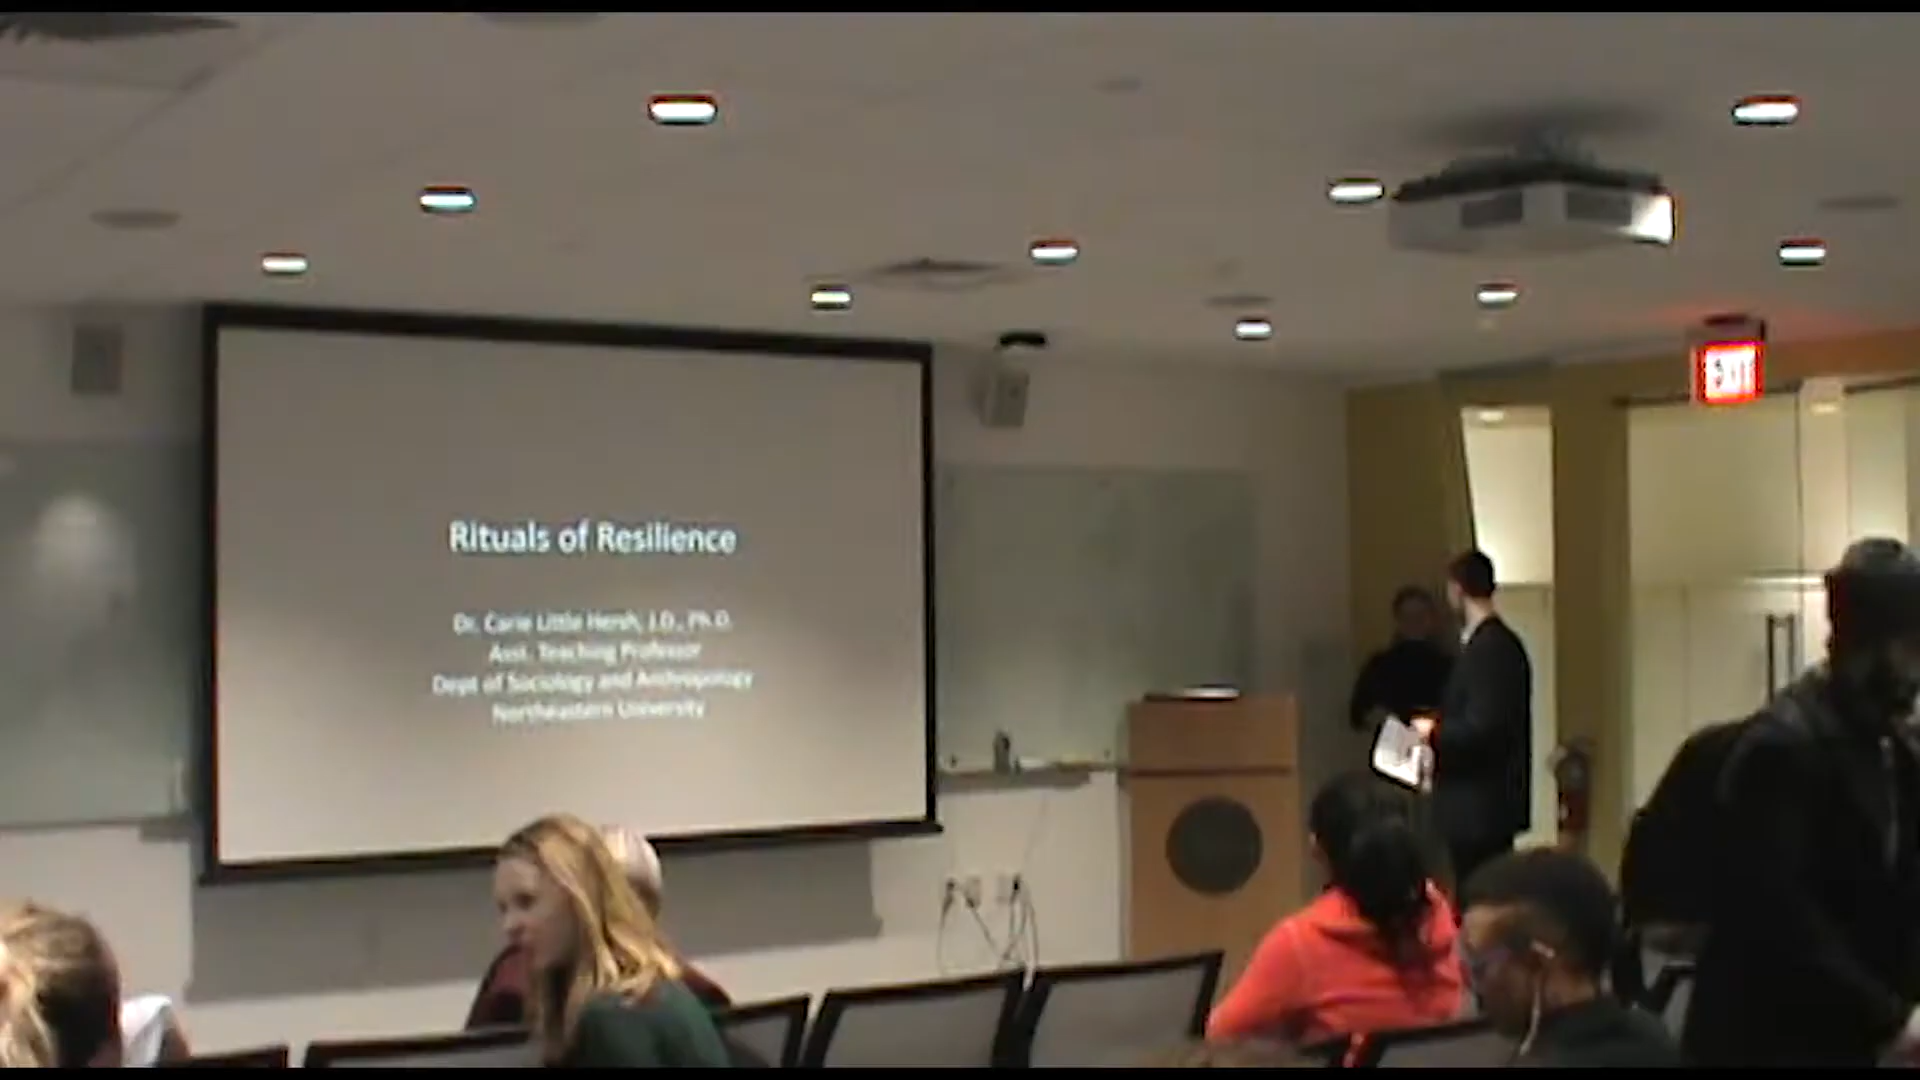 Rituals of Resilience
Dr. Carie Little Hersh, J.D., Ph.D.
Asst. Teaching Professor
Dept of Sociology and Anthropology
Northeastern University
EXIT